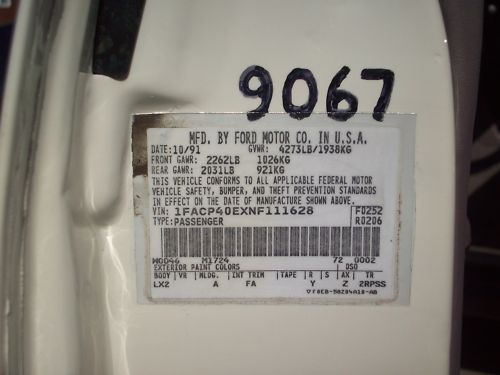 9067
MFD. BY FORD MOTOR CO. IN U.S.A.
DATE: 10/91 GVWR: 4273LB/1938KG
FRONT GAWR: 2262LB 1026KG
REAR GAWR: 2031LB 921KG
THIS VEHICLE CONFORMS TO ALL APPLICABLE FEDERAL MOTOR
VEHICLE SAFETY, BUMPER, AND THEFT PREVENTION STANDARDS
IN EFFECT ON THE DATE OF MANUFACTURE SHOWN ABOVE.
VIN: 1FACP40EXNF111628 F0252
TYPE: PASSENGER R0206
M0046 M1724 72 0002
EXTERIOR PAINT COLORS DSO
BODY VR MLDG. INT TRIM TAPE R S AX TR
LX2 A FA Y Z 2RPSS